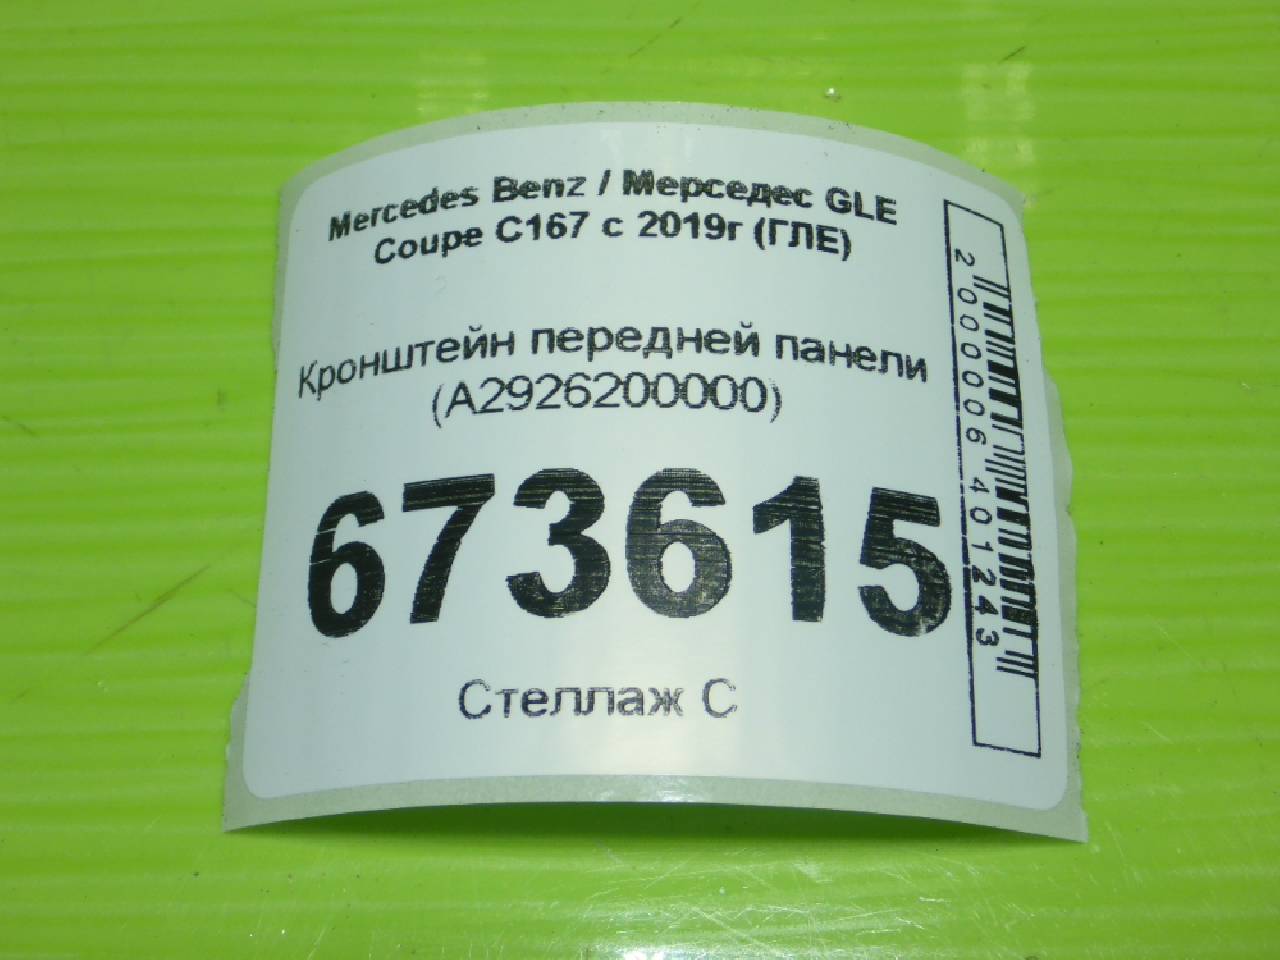 Mercedes Benz / Мерседес GLE
Coupe C167 с 2019г (ГЛЕ)
Кронштейн передней панели
(A2926200000)
673615
Стеллаж С
2000006401243